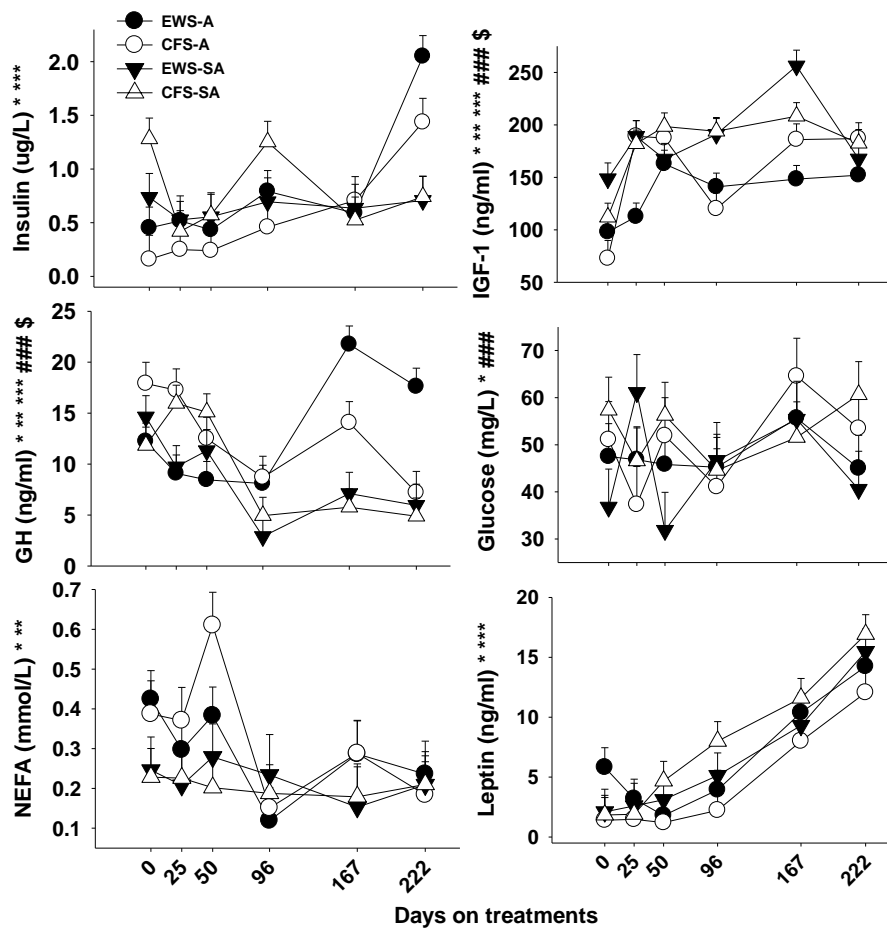 EWS-A
CFS-A
EWS-SA
CFS-SA
Insulin (ug/L) * ***
2.0
1.5
1.0
0.5
0.0
IGF-1 (ng/ml) * ** *** ### $
250
200
150
100
50
GH (ng/ml) * ** *** ### $
25
20
15
10
5
0
Glucose (mg/L) * ###
70
60
50
40
30
NEFA (mmol/L) * **
0.7
0.6
0.5
0.4
0.3
0.2
0.1
Leptin (ng/ml) * ***
20
15
10
5
0
0 25 50 96 167 222
0 25 50 96 167 222
Days on treatments